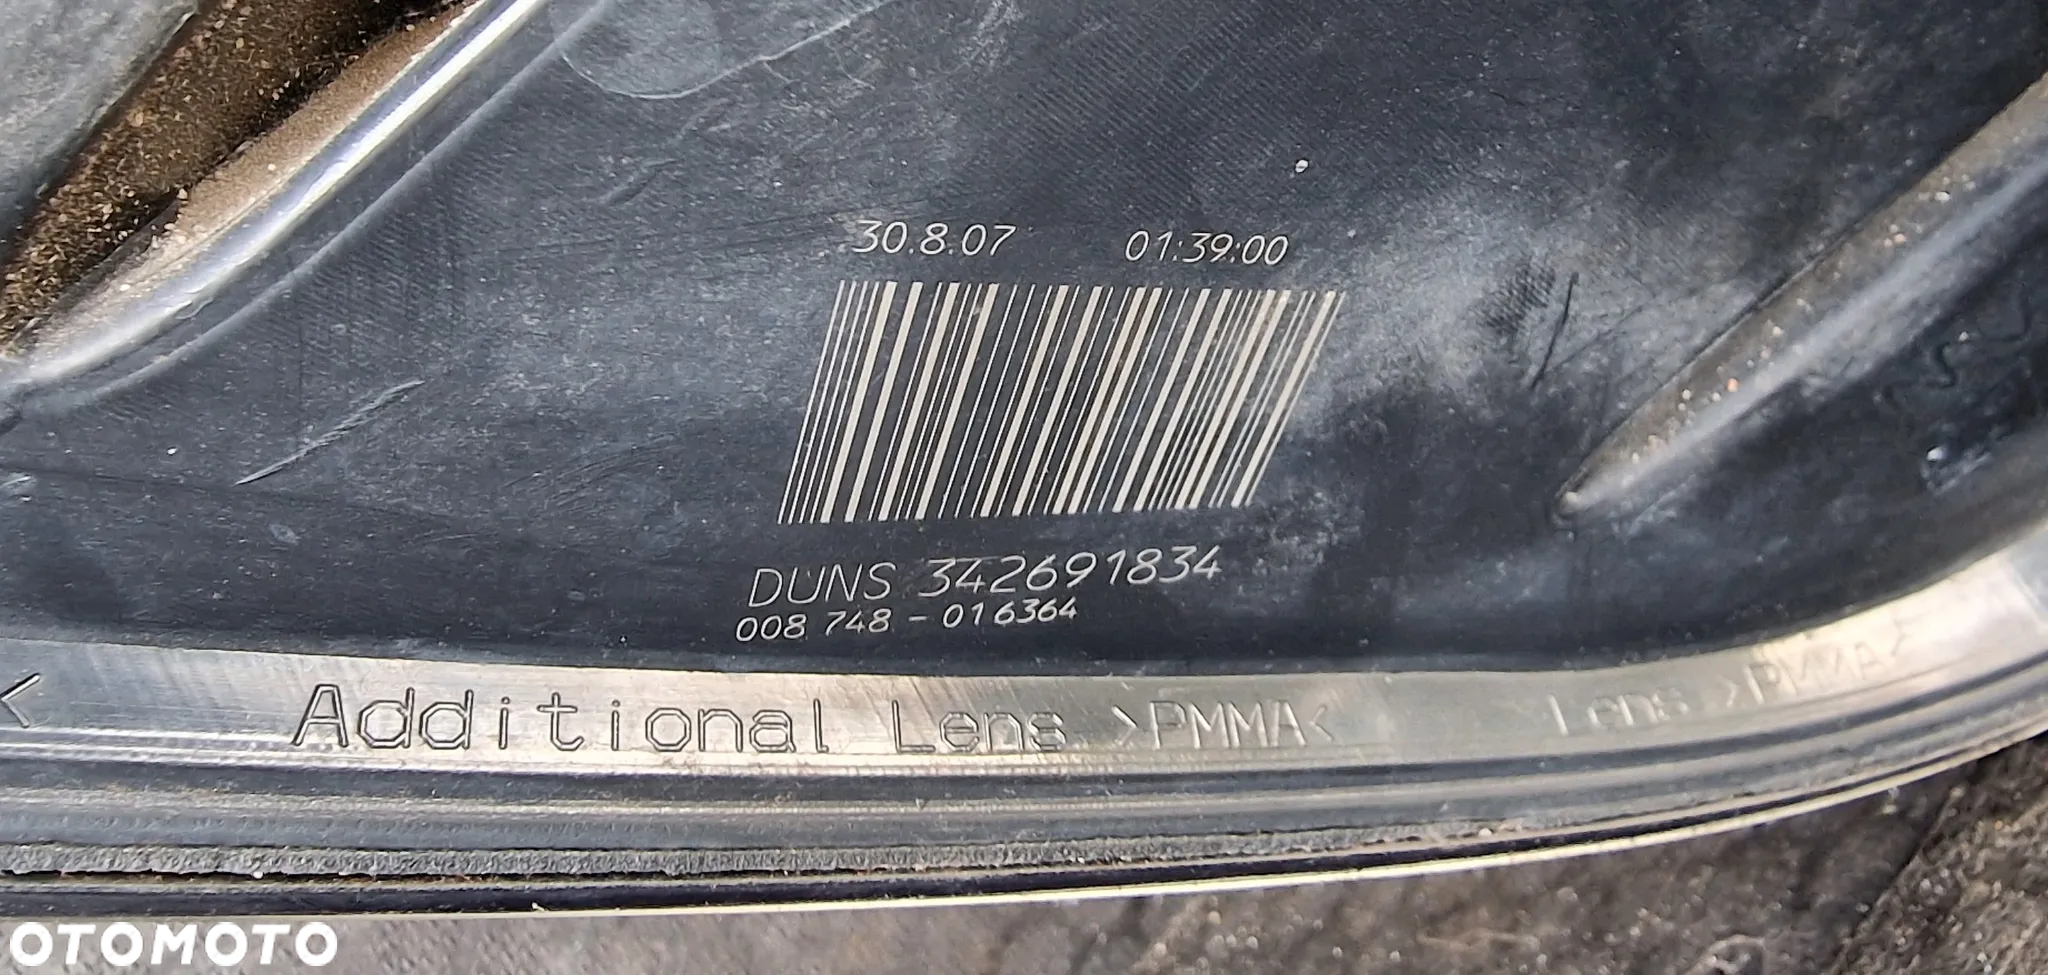 30.8.07 01:39:00
DUNS 342691834
008 748 - 016364
< Additional Lens >PMMA< Lens >PMMA<
OTOMOTO